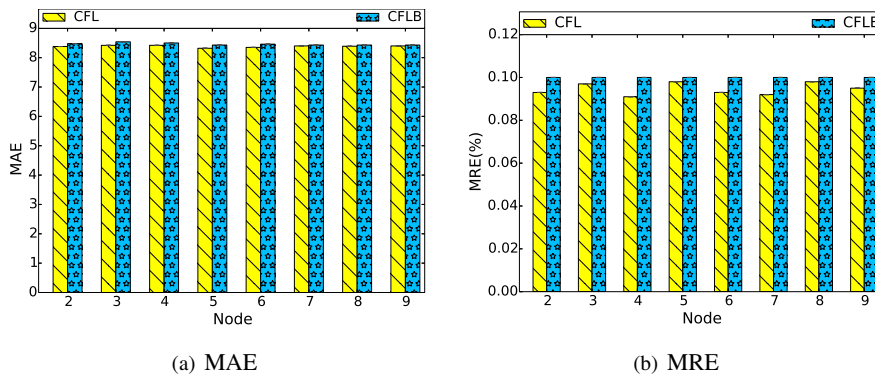 CFL CFLB
9
8
7
6
5
4
3
2
1
0
MAE
2 3 4 5 6 7 8 9
Node
(a) MAE
CFL CFLB
0.12
0.10
0.08
0.06
0.04
0.02
0.00
MRE(%)
2 3 4 5 6 7 8 9
Node
(b) MRE